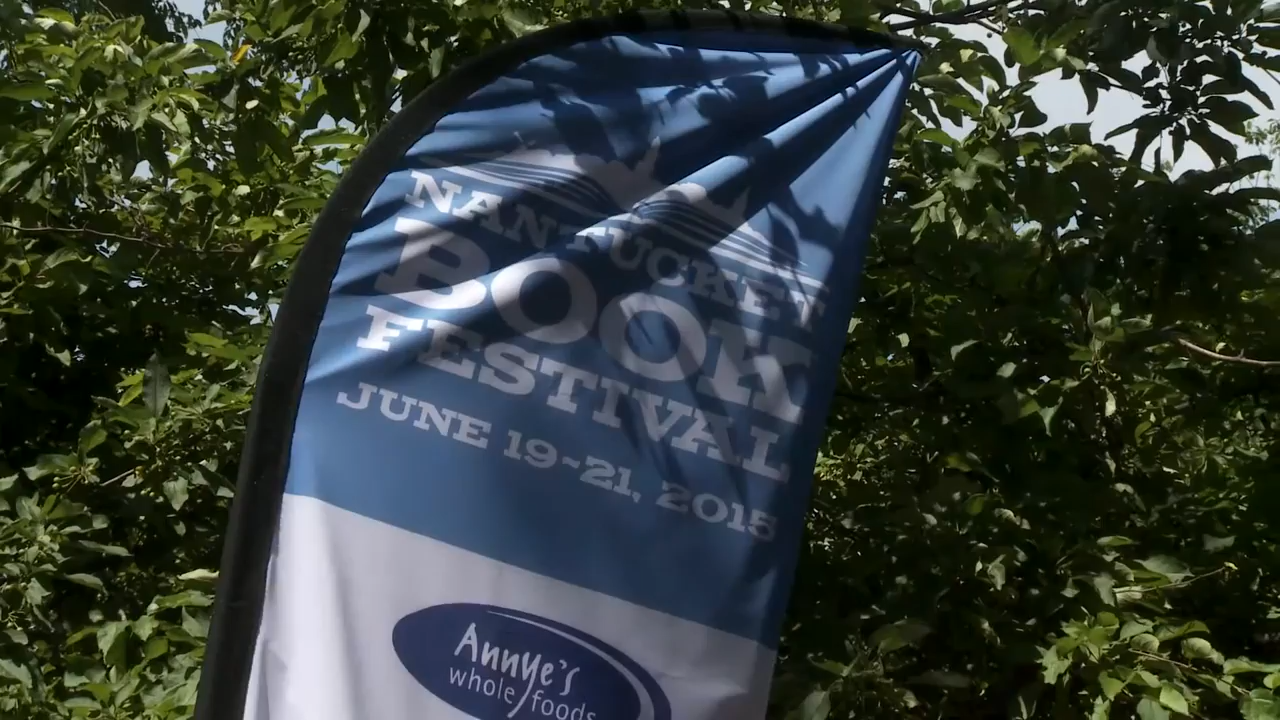 NANTUCKET
BOOK
FESTIVAL
JUNE 19~21, 2015
Annye's
whole foods